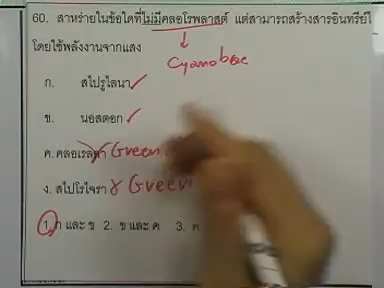 60. สาหร่ายในข้อใดที่ไม่มีคลอโรพลาสต์ แต่สามารถสร้างสารอินทรีย์ได้
โดยใช้พลังงานจากแสง
Cyanobac
ก. สไปรูไลนา ✓
ข. นอสตอก ✓
ค. คลอเรลลา Green
ง. สไปโรไจรา Green
1. ก และ ข 2. ข และ ค 3. ค